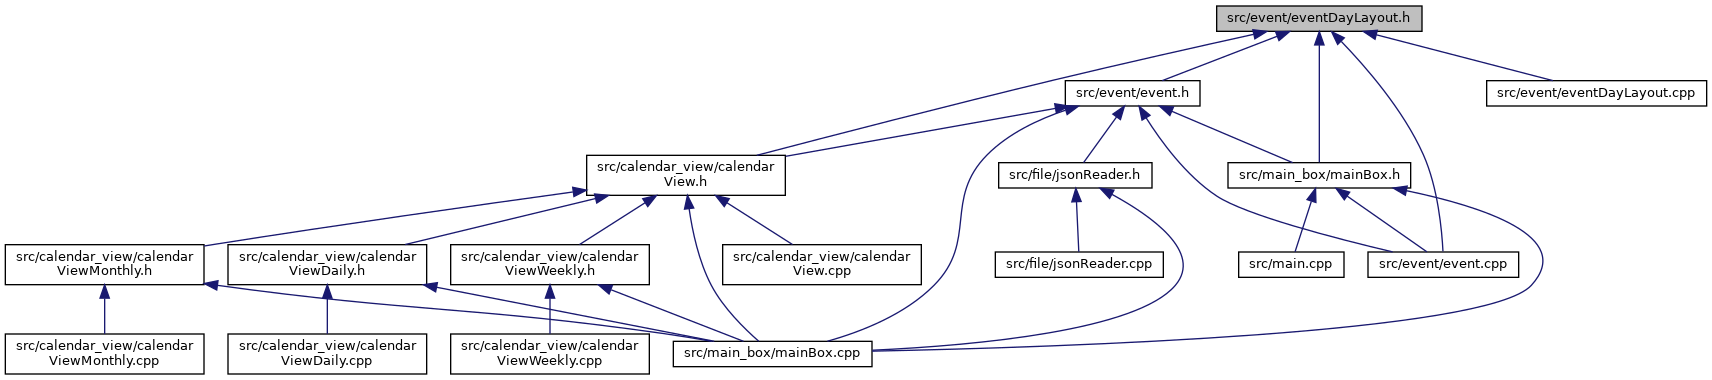 src/event/eventDayLayout.h
src/event/event.h
src/event/eventDayLayout.cpp
src/calendar_view/calendar
View.h
src/file/jsonReader.h
src/main_box/mainBox.h
src/calendar_view/calendar
ViewMonthly.h
src/calendar_view/calendar
ViewDaily.h
src/calendar_view/calendar
ViewWeekly.h
src/calendar_view/calendar
View.cpp
src/file/jsonReader.cpp
src/main.cpp
src/event/event.cpp
src/calendar_view/calendar
ViewMonthly.cpp
src/calendar_view/calendar
ViewDaily.cpp
src/calendar_view/calendar
ViewWeekly.cpp
src/main_box/mainBox.cpp